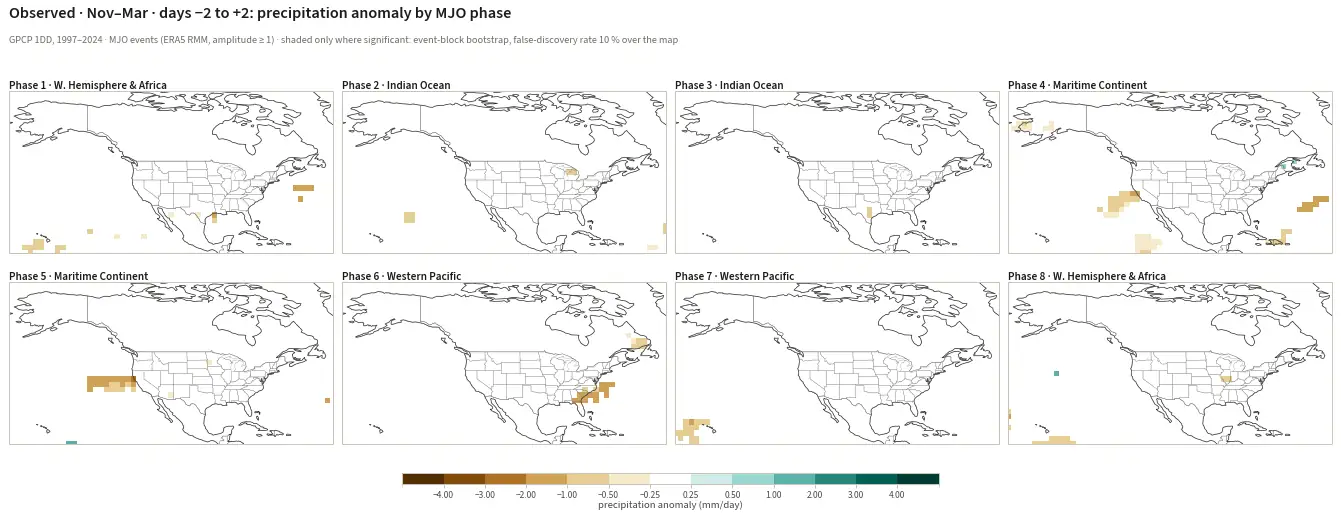 Observed · Nov–Mar · days −2 to +2: precipitation anomaly by MJO phase
GPCP 1DD, 1997–2024 · MJO events (ERA5 RMM, amplitude ≥ 1) · shaded only where significant: event-block bootstrap, false-discovery rate 10 % over the map
Phase 1 · W. Hemisphere & Africa
Phase 2 · Indian Ocean
Phase 3 · Indian Ocean
Phase 4 · Maritime Continent
Phase 5 · Maritime Continent
Phase 6 · Western Pacific
Phase 7 · Western Pacific
Phase 8 · W. Hemisphere & Africa
−4.00 −3.00 −2.00 −1.00 −0.50 −0.25 0.25 0.50 1.00 2.00 3.00 4.00
precipitation anomaly (mm/day)